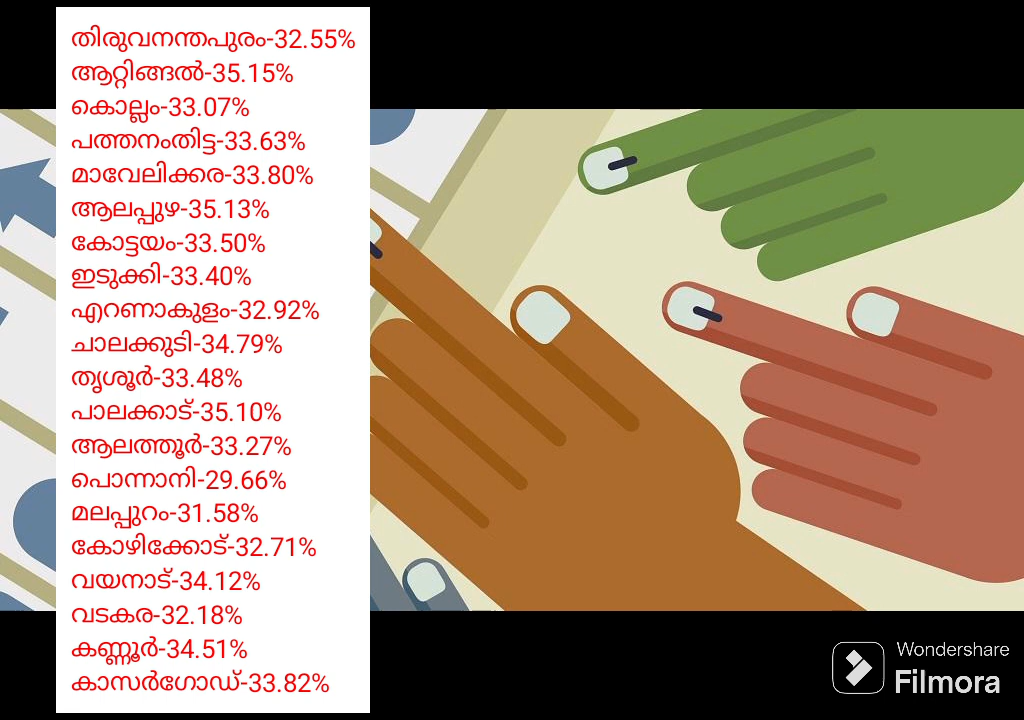 തിരുവനന്തപുരം-32.55%
ആറ്റിങ്ങൽ-35.15%
കൊല്ലം-33.07%
പത്തനംതിട്ട-33.63%
മാവേലിക്കര-33.80%
ആലപ്പുഴ-35.13%
കോട്ടയം-33.50%
ഇടുക്കി-33.40%
എറണാകുളം-32.92%
ചാലക്കുടി-34.79%
തൃശൂർ-33.48%
പാലക്കാട്-35.10%
ആലത്തൂർ-33.27%
പൊന്നാനി-29.66%
മലപ്പുറം-31.58%
കോഴിക്കോട്-32.71%
വയനാട്-34.12%
വടകര-32.18%
കണ്ണൂർ-34.51%
കാസർഗോഡ്-33.82%
Wondershare
Filmora